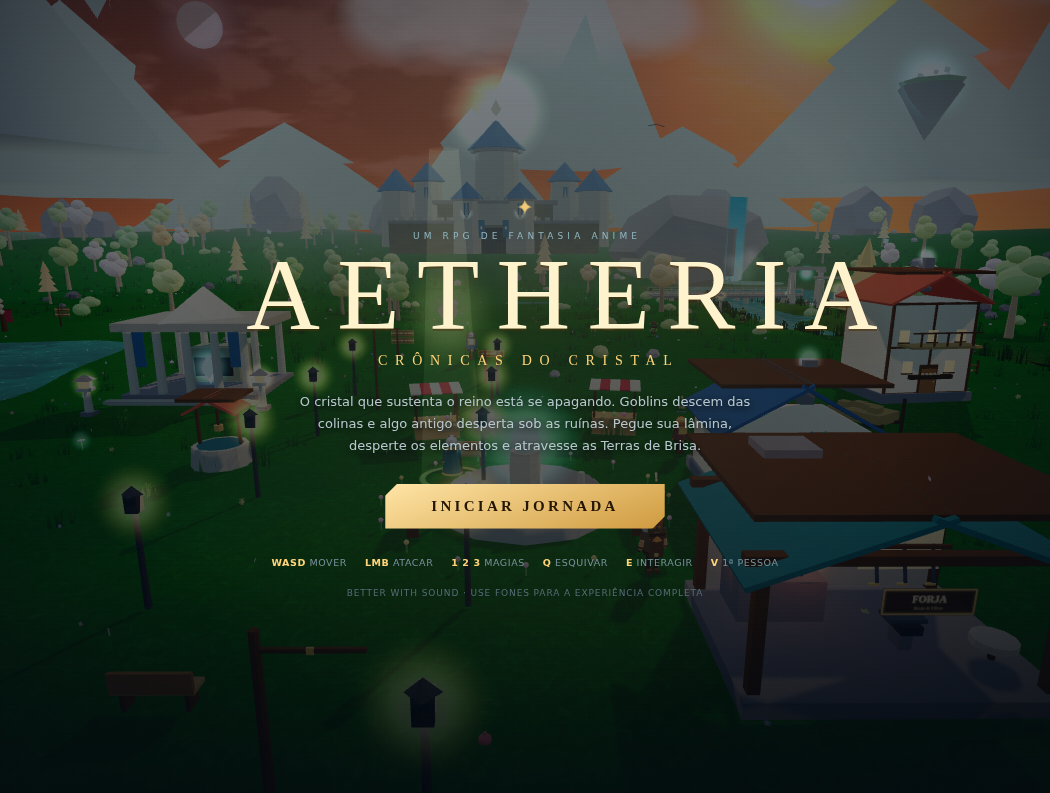 UM RPG DE FANTASIA ANIME
AETHERIA
CRÔNICAS DO CRISTAL
O cristal que sustenta o reino está se apagando. Goblins descem das
colinas e algo antigo desperta sob as ruínas. Pegue sua lâmina,
desperte os elementos e atravesse as Terras de Brisa.
INICIAR JORNADA
WASD MOVER LMB ATACAR 1 2 3 MAGIAS Q ESQUIVAR E INTERAGIR V 1ª PESSOA
BETTER WITH SOUND · USE FONES PARA A EXPERIÊNCIA COMPLETA
FORJA